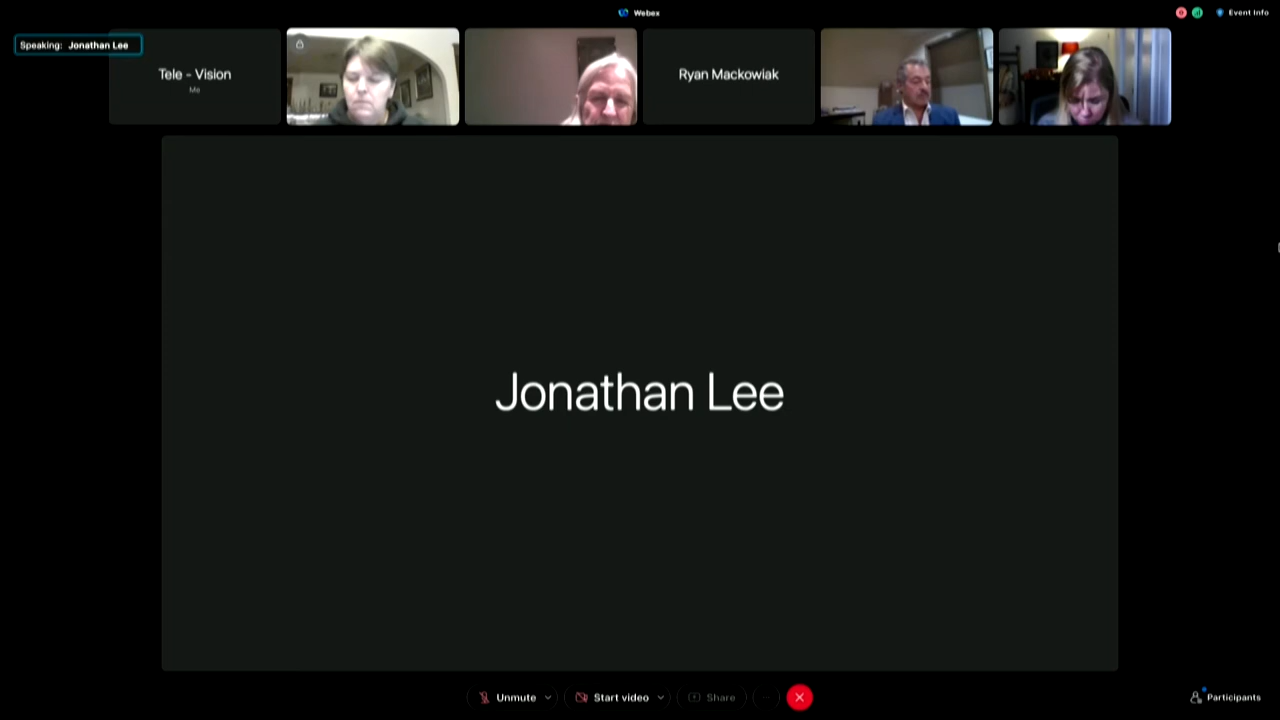 Webex
Event Info
Speaking: Jonathan Lee
Tele - Vision
Me
Ryan Mackowiak
Jonathan Lee
Unmute
Start video
Share
Participants